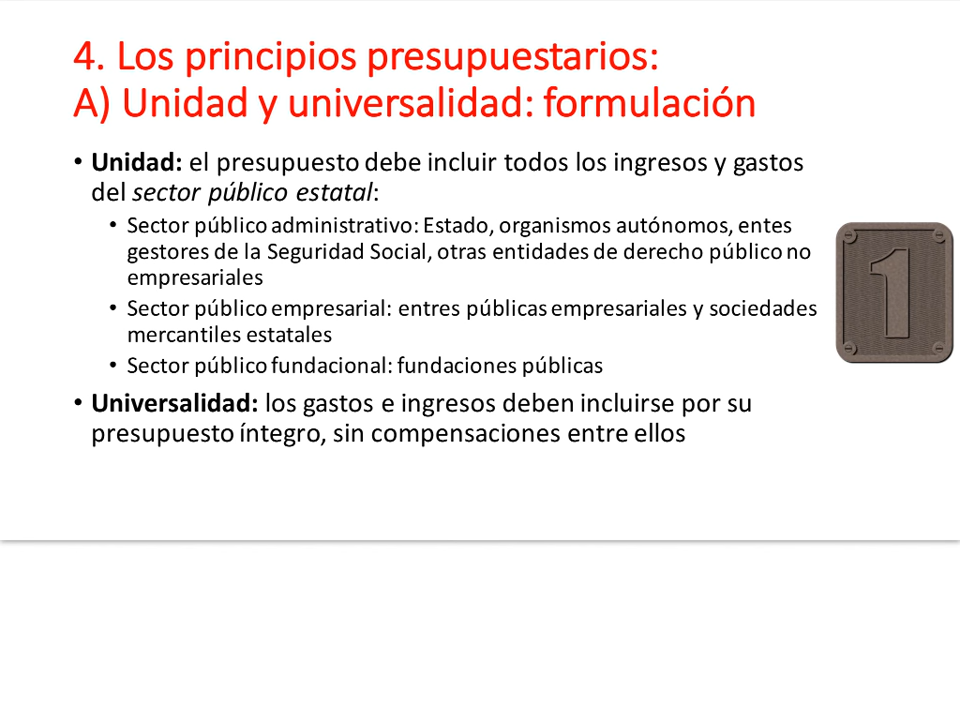 4. Los principios presupuestarios:
A) Unidad y universalidad: formulación
• Unidad: el presupuesto debe incluir todos los ingresos y gastos
del sector público estatal:
• Sector público administrativo: Estado, organismos autónomos, entes
gestores de la Seguridad Social, otras entidades de derecho público no
empresariales
• Sector público empresarial: entres públicas empresariales y sociedades
mercantiles estatales
• Sector público fundacional: fundaciones públicas
• Universalidad: los gastos e ingresos deben incluirse por su
presupuesto íntegro, sin compensaciones entre ellos
1